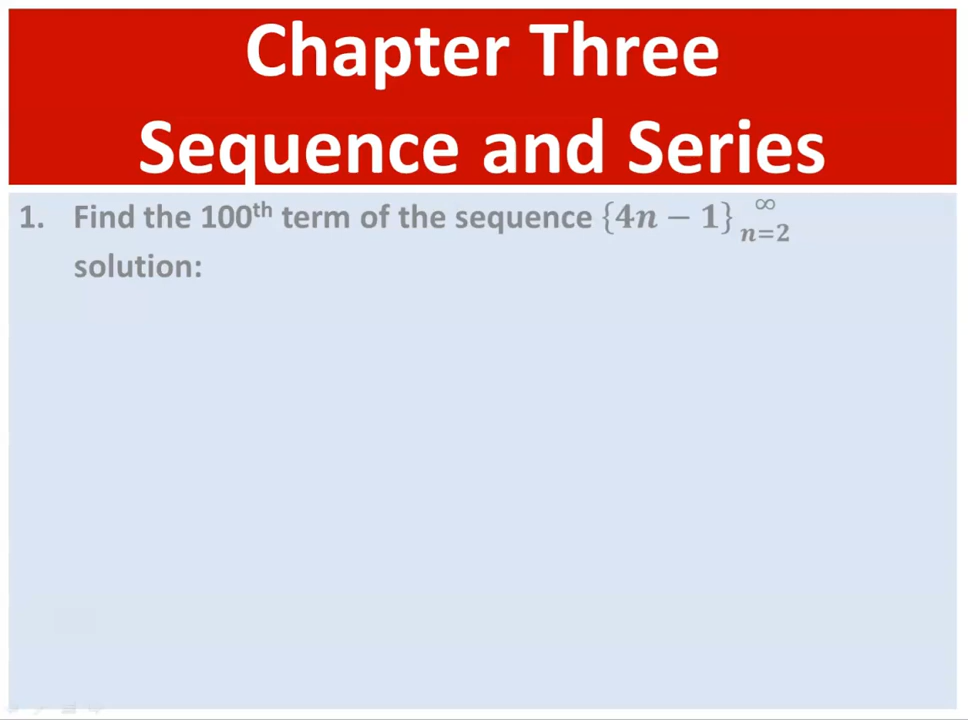 Chapter Three
Sequence and Series
1. Find the 100th term of the sequence {4n − 1} ∞ n=2
solution: